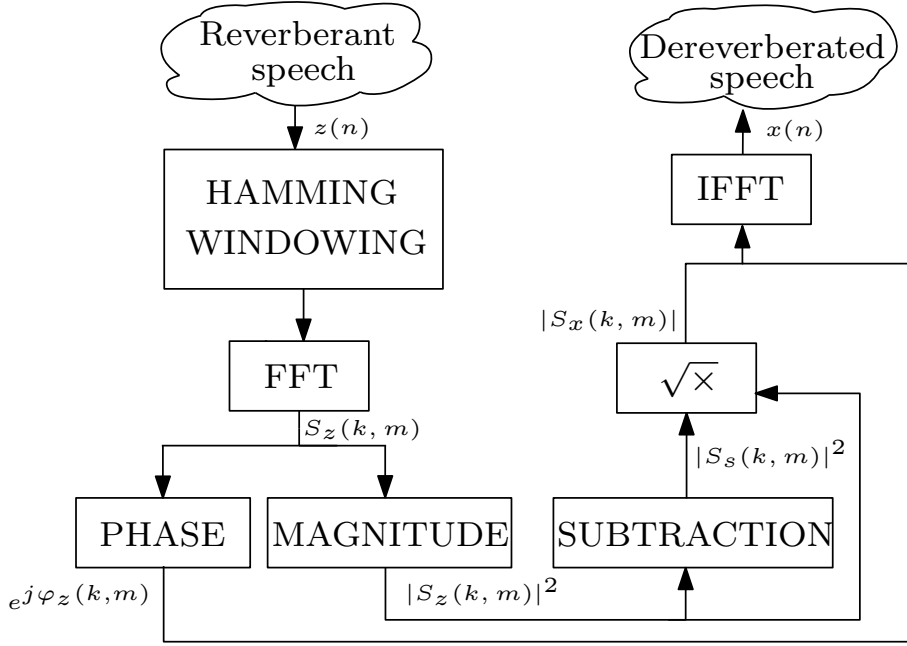 Reverberant
speech
z(n)
HAMMING
WINDOWING
FFT
S_z(k, m)
PHASE
MAGNITUDE
e^{jφ_z(k,m)}
|S_z(k, m)|^2
SUBTRACTION
|S_s(k, m)|^2
√×
|S_x(k, m)|
IFFT
x(n)
Dereverberated
speech